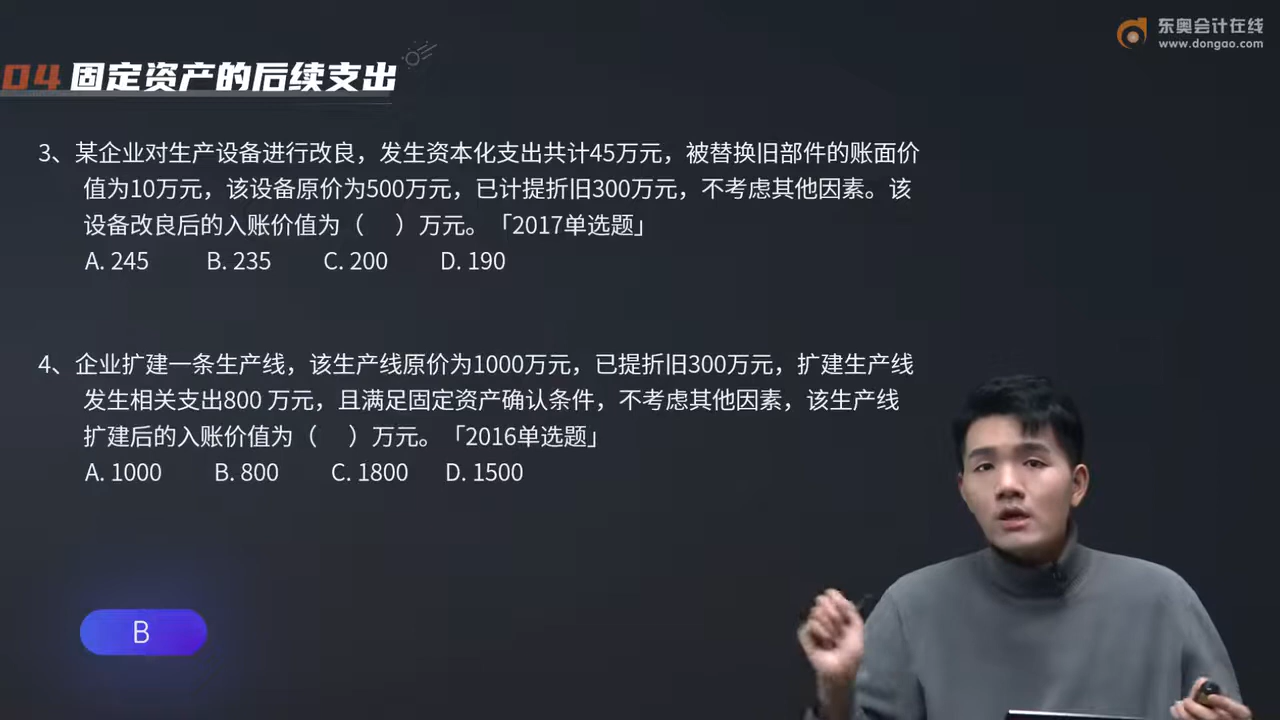 东奥会计在线
www.dongao.com
04 固定资产的后续支出
3、某企业对生产设备进行改良，发生资本化支出共计45万元，被替换旧部件的账面价
值为10万元，该设备原价为500万元，已计提折旧300万元，不考虑其他因素。该
设备改良后的入账价值为（ ）万元。「2017单选题」
A. 245 B. 235 C. 200 D. 190
4、企业扩建一条生产线，该生产线原价为1000万元，已提折旧300万元，扩建生产线
发生相关支出800 万元，且满足固定资产确认条件，不考虑其他因素，该生产线
扩建后的入账价值为（ ）万元。「2016单选题」
A. 1000 B. 800 C. 1800 D. 1500
B